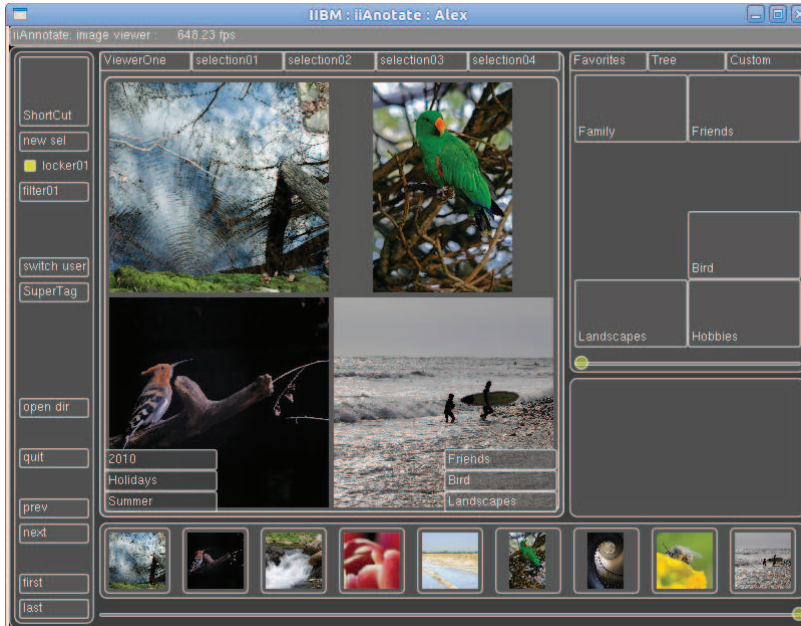 IIBM : iiAnotate : Alex
iiAnnotate: image viewer : 648.23 fps
ViewerOne selection01 selection02 selection03 selection04
Favorites Tree Custom
ShortCut
new sel
locker01
filter01
switch user
SuperTag
open dir
quit
prev
next
first
last
Family Friends
Bird
Landscapes Hobbies
2010
Holidays
Summer
Friends
Bird
Landscapes